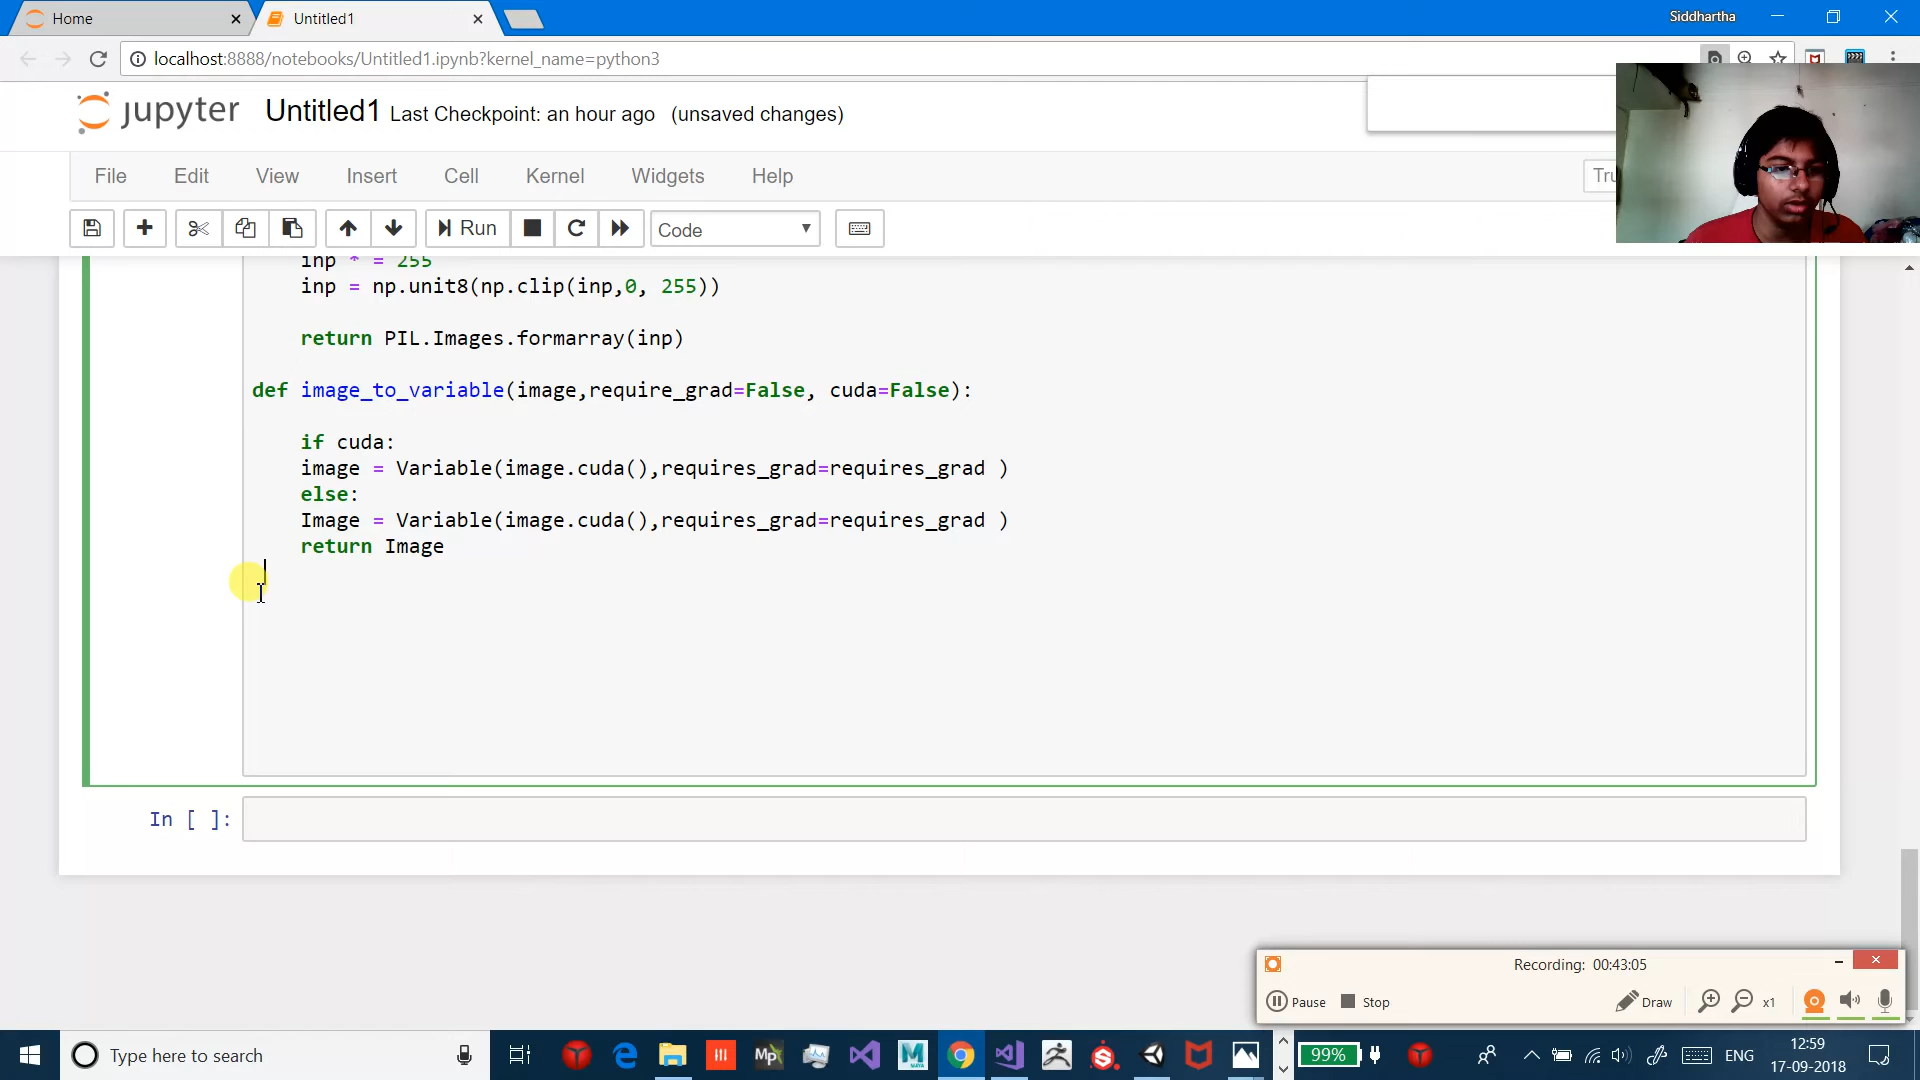 Home
Untitled1
Siddhartha
localhost:8888/notebooks/Untitled1.ipynb?kernel_name=python3
jupyter Untitled1 Last Checkpoint: an hour ago (unsaved changes)
File Edit View Insert Cell Kernel Widgets Help
Run Code
inp * = 255
inp = np.unit8(np.clip(inp,0, 255))
return PIL.Images.formarray(inp)
def image_to_variable(image,require_grad=False, cuda=False):
if cuda:
image = Variable(image.cuda(),requires_grad=requires_grad )
else:
Image = Variable(image.cuda(),requires_grad=requires_grad )
return Image
In [ ]:
Recording: 00:43:05
Pause Stop Draw x1
Type here to search
Mp
MAYA
99%
ENG
12:59
17-09-2018